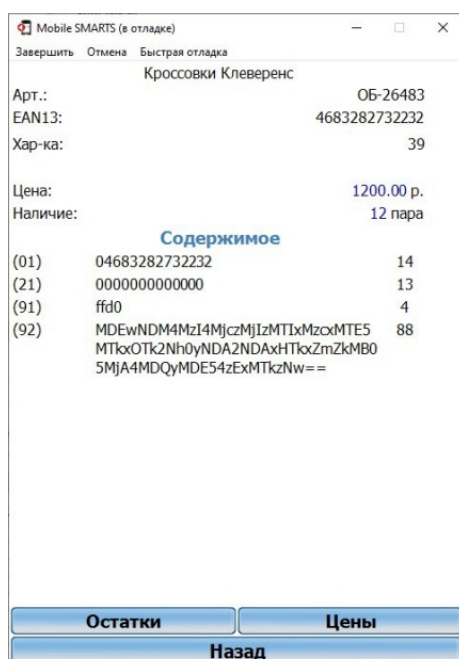 Mobile SMARTS (в отладке)
Завершить Отмена Быстрая отладка
Кроссовки Клеверенс
Арт.: ОБ-26483
EAN13: 4683282732232
Хар-ка: 39
Цена: 1200.00 р.
Наличие: 12 пара
Содержимое
(01) 04683282732232 14
(21) 0000000000000 13
(91) ffd0 4
(92) MDEwNDM4MzI4MjczMjIzMTIxMzcxMTE5 88
MTkxOTk2Nh0yNDA2NDAxHTkxZmZkMB0
5MjA4MDQyMDE54zExMTkzNw==
Остатки Цены
Назад